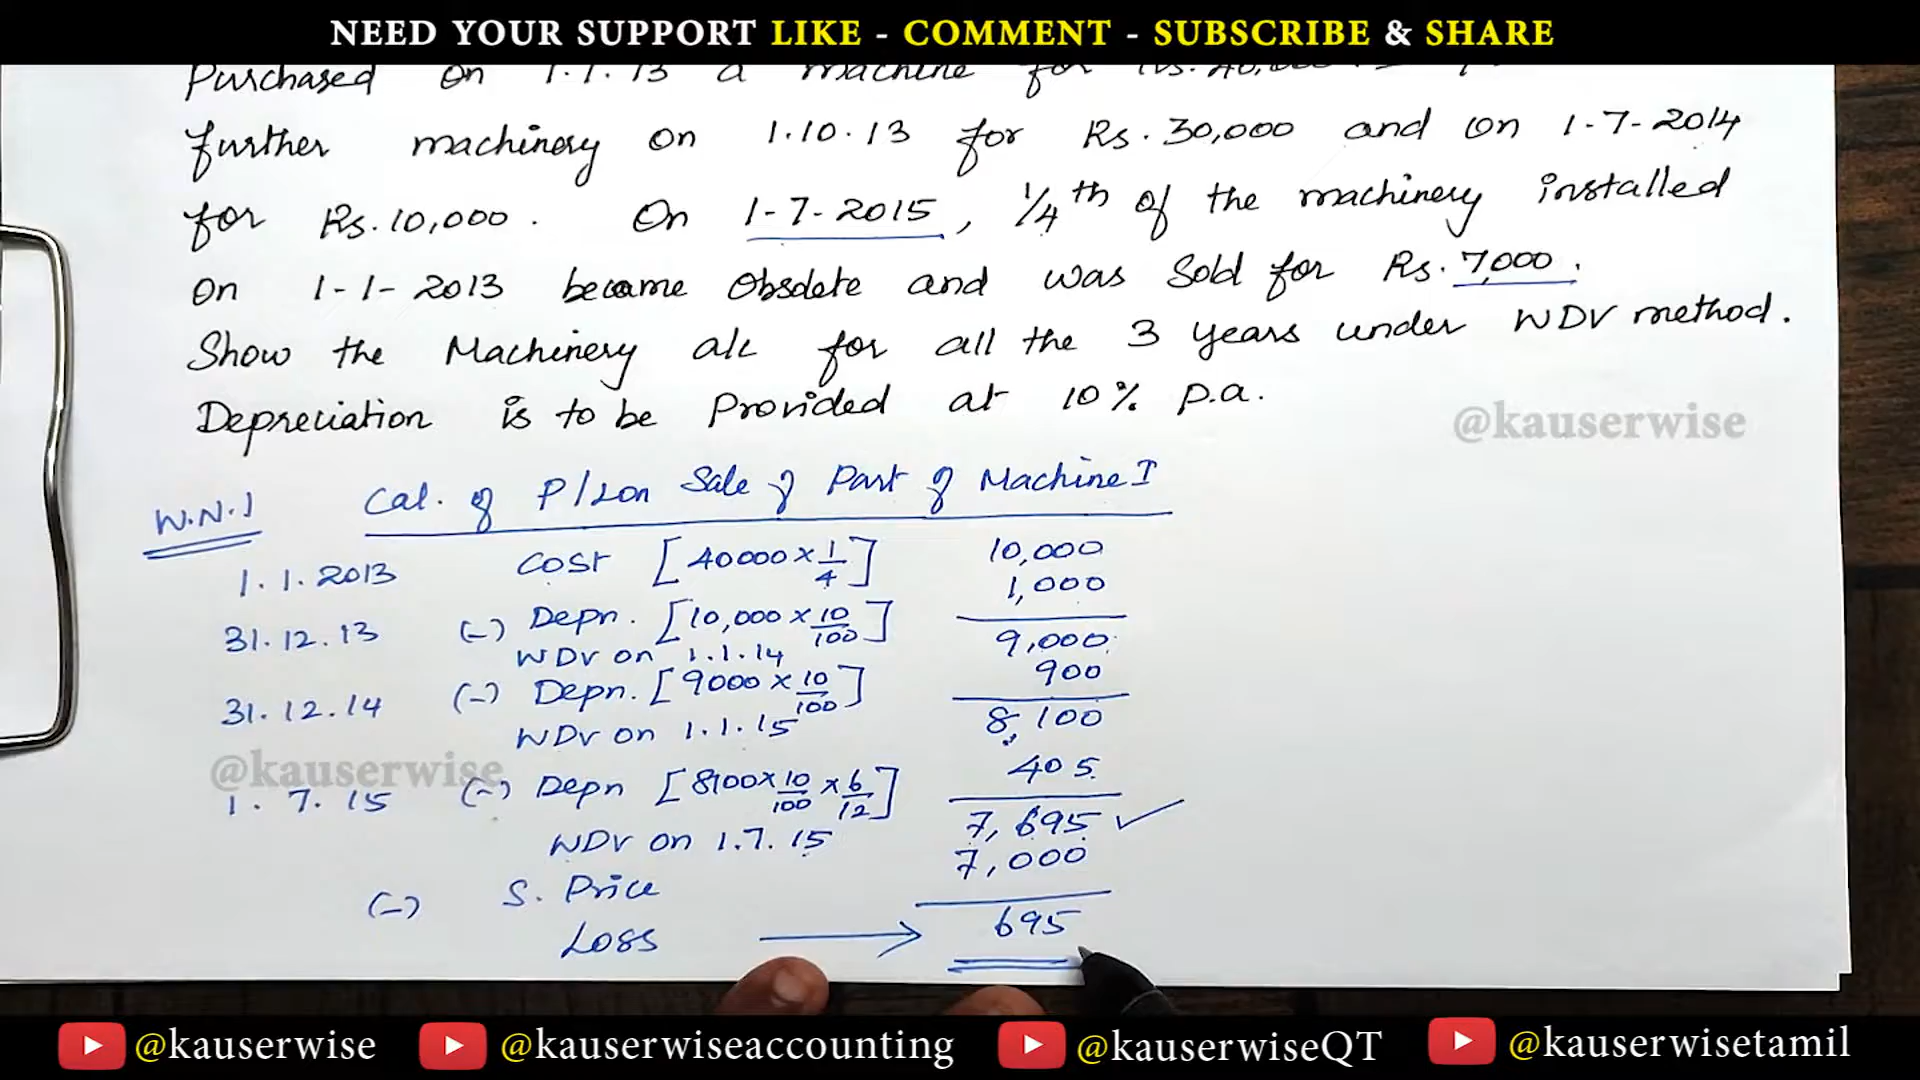 NEED YOUR SUPPORT LIKE - COMMENT - SUBSCRIBE & SHARE
Purchased on 1.1.13 a machine for Rs. 40,000
further machinery on 1.10.13 for Rs. 30,000 and on 1-7-2014
for Rs. 10,000. On 1-7-2015, 1/4th of the machinery installed
on 1-1-2013 became obsolete and was sold for Rs. 7,000.
Show the Machinery a/c for all the 3 years under WDV method.
Depreciation is to be provided at 10% p.a.
@kauserwise
W.N.1 Cal. of P/L on Sale of Part of Machine I
1.1.2013 Cost [40000 × 1/4] 10,000
31.12.13 (-) Depn. [10,000 × 10/100] 1,000
WDV on 1.1.14 9,000
31.12.14 (-) Depn. [9000 × 10/100] 900
WDV on 1.1.15 8,100
@kauserwise
1.7.15 (-) Depn [8100 × 10/100 × 6/12] 405
WDV on 1.7.15 7,695 ✓
(-) S. Price 7,000
Loss → 695
@kauserwise @kauserwiseaccounting @kauserwiseQT @kauserwisetamil